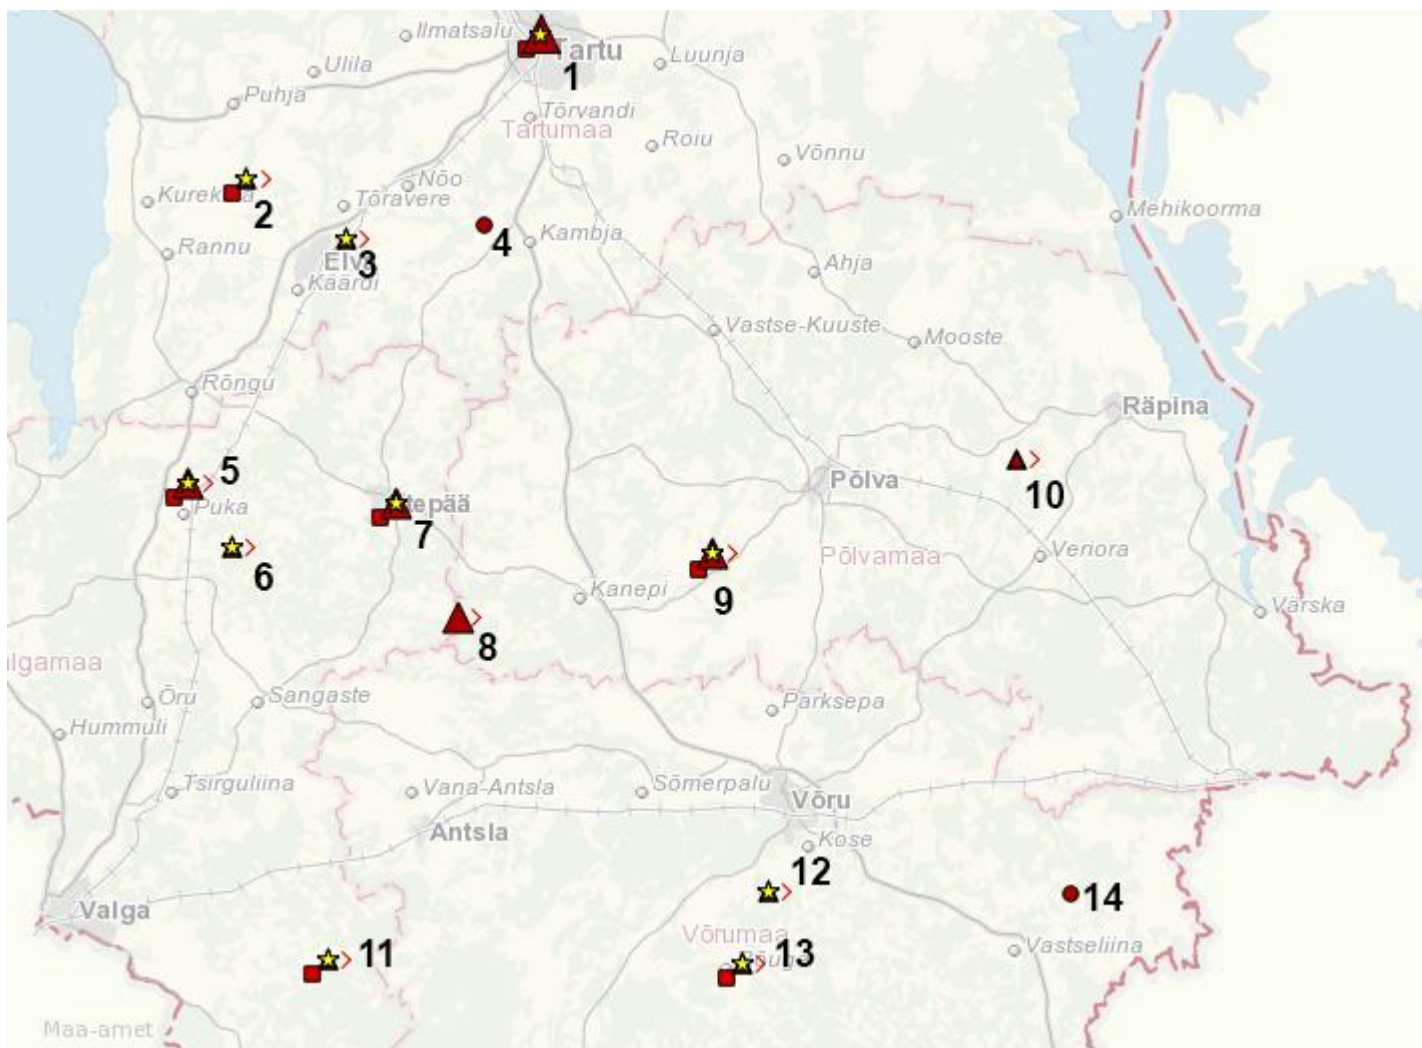 Ilmatsalu
Tartu
1
Luunja
Ulila
Puhja
Tõrvandi
Tartumaa
Roiu
Võnnu
2
Nõo
Tõravere
Mehikoorma
3
4
Kambja
Rannu
Ahja
Käärdi
Vastse-Kuuste
Mooste
Rõngu
Räpina
5
Põlva
10
Puka
7
6
Põlvamaa
Veriora
Kanepi
9
Värska
8
algamaa
Õru
Sangaste
Parksepa
Hummuli
Tsirguliina
Vana-Antsla
Sõmerpalu
Võru
Antsla
Kose
12
14
Valga
Võrumaa
11
13
Vastseliina
Maa-amet